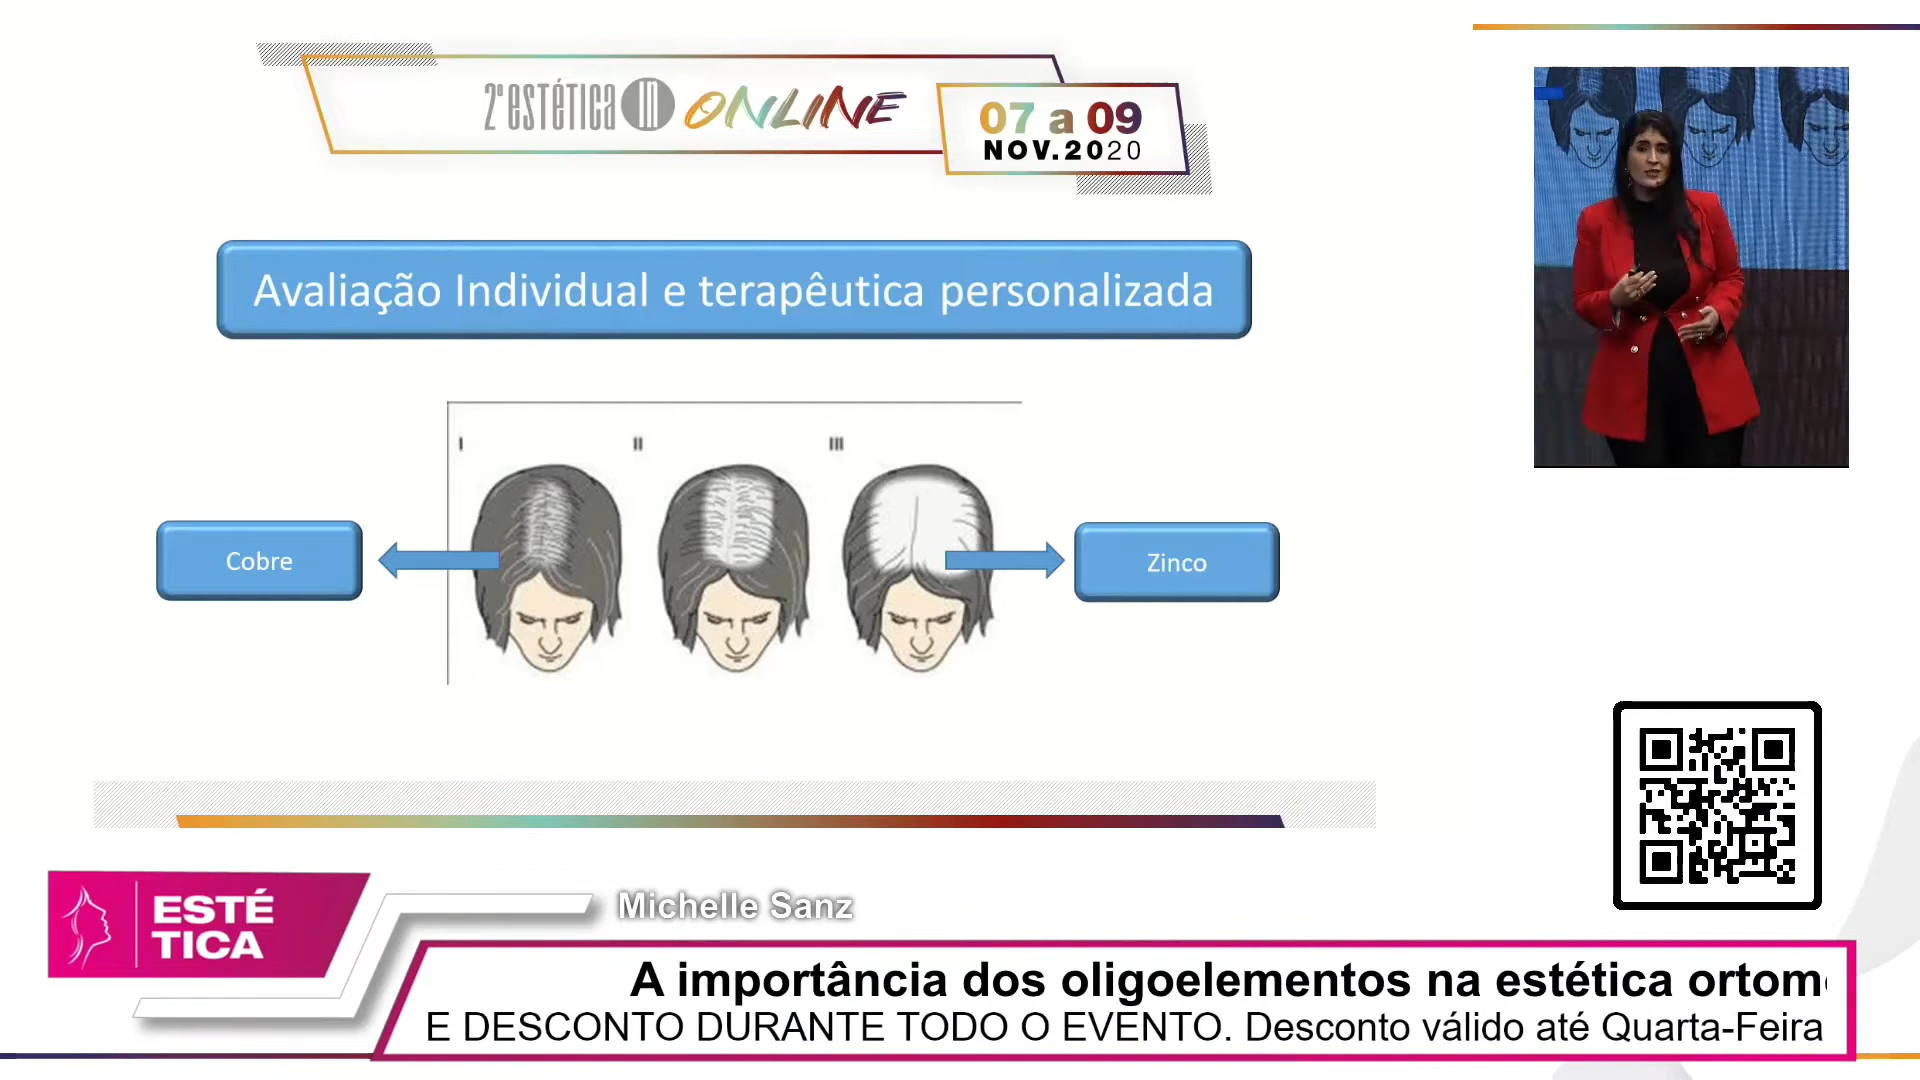 2ª estética IN ONLINE
07 a 09
NOV.2020
Avaliação Individual e terapêutica personalizada
I II III
Cobre
Zinco
ESTÉ
TICA
Michelle Sanz
A importância dos oligoelementos na estética ortom
E DESCONTO DURANTE TODO O EVENTO. Desconto válido até Quarta-Feira